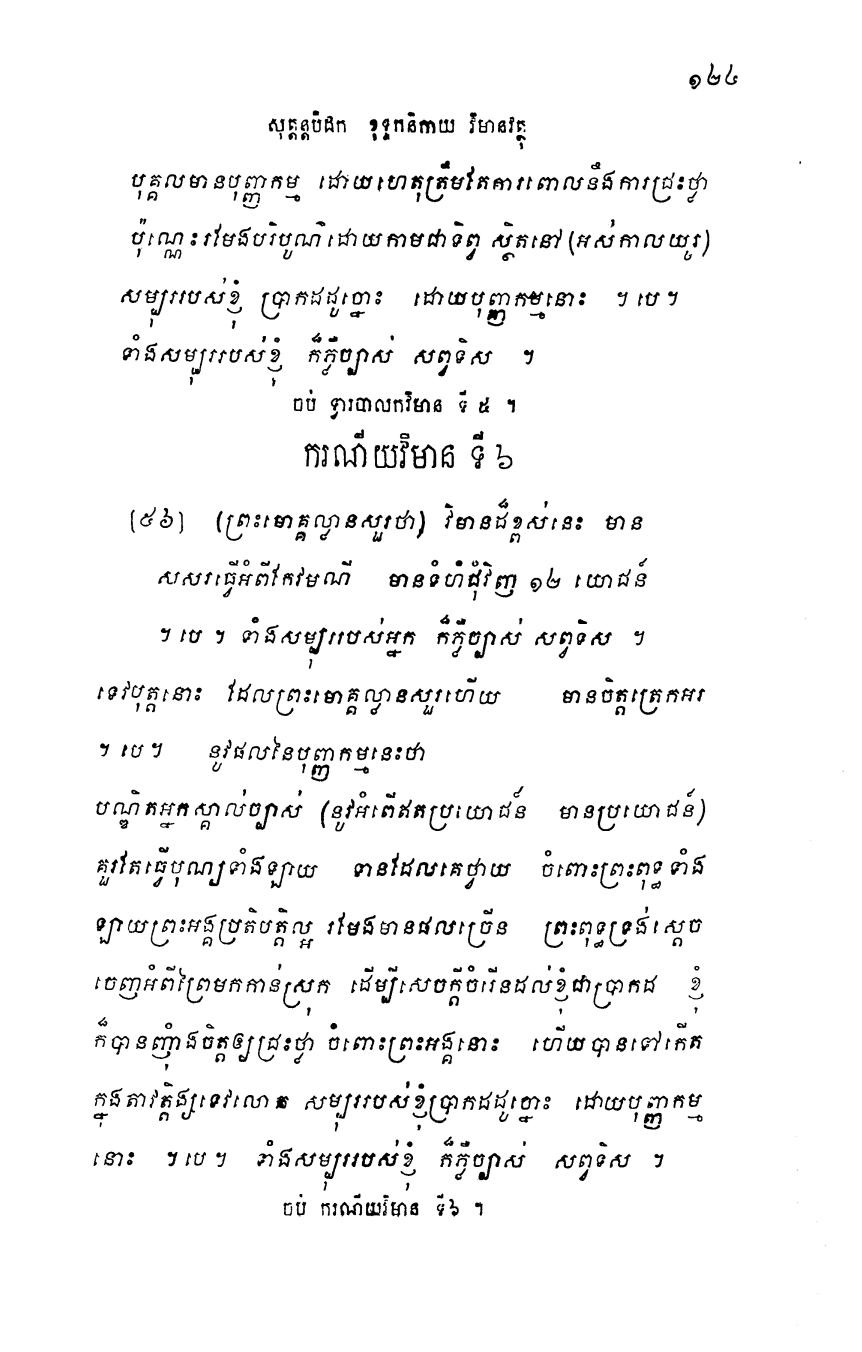 ១២៤
សុត្តន្តបិដក ខុទ្ទកនិកាយ វិមានវត្ថុ
បុគ្គលមានបុញ្ញកម្ម ដោយហេតុត្រឹមតែការពោលនឹងការជ្រះថ្លា
ប៉ុណ្ណេះរមែងបរិបូណ៌ដោយកាមជាទិព្វ ស្ថិតនៅ (អស់កាលយូរ)
សម្បុររបស់ខ្ញុំ ប្រាកដដូច្នោះ ដោយបុញ្ញកម្មនោះ ។ បេ ។
ទាំងសម្បុររបស់ខ្ញុំ ក៏ភ្លឺច្បាស់ សព្វទិស ។
ចប់ ទ្វារបាលកវិមាន ទី ៥ ។
ករណីយវិមាន ទី ៦
[៥៦] (ព្រះមោគ្គល្លានសួរថា) វិមានដ៏ខ្ពស់នេះ មាន
សសរធ្វើអំពីកែវមណី មានទំហំជុំវិញ ១២ យោជន៍
។ បេ ។ ទាំងសម្បុររបស់អ្នក ក៏ភ្លឺច្បាស់ សព្វទិស ។
ទេវបុត្តនោះ ដែលព្រះមោគ្គល្លានសួរហើយ មានចិត្តត្រេកអរ
។ បេ ។ នូវផលនៃបុញ្ញកម្មនេះថា
បណ្ឌិតអ្នកស្គាល់ច្បាស់ (នូវអំពើឥតប្រយោជន៍ មានប្រយោជន៍)
គួរតែធ្វើបុណ្យទាំងឡាយ ទានដែលគេថ្វាយ ចំពោះព្រះពុទ្ធទាំង
ឡាយព្រះអង្គប្រតិបត្តិល្អ រមែងមានផលច្រើន ព្រះពុទ្ធទ្រង់ស្តេច
ចេញអំពីព្រៃមកកាន់ស្រុក ដើម្បីសេចក្តីចំរើនដល់ខ្ញុំជាប្រាកដ ខ្ញុំ
ក៏បានញ៉ាំងចិត្តឲ្យជ្រះថ្លា ចំពោះព្រះអង្គនោះ ហើយបានទៅកើត
ក្នុងតាវត្តិង្សទេវលោក សម្បុររបស់ខ្ញុំប្រាកដដូច្នោះ ដោយបុញ្ញកម្ម
នោះ ។ បេ ។ ទាំងសម្បុររបស់ខ្ញុំ ក៏ភ្លឺច្បាស់ សព្វទិស ។
ចប់ ករណីយវិមាន ទី៦ ។